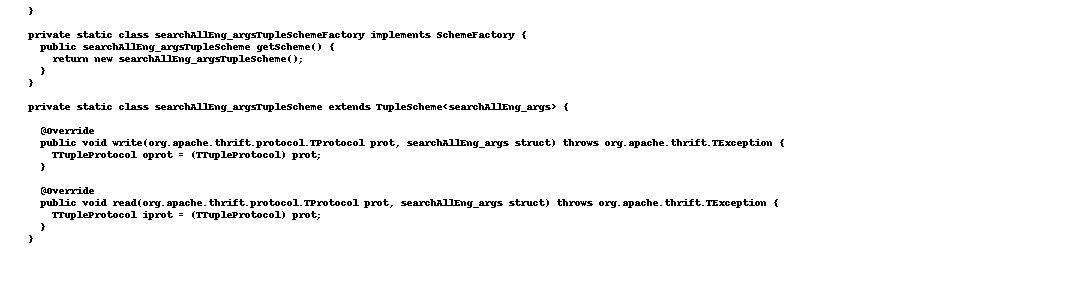 }
private static class searchAllEng_argsTupleSchemeFactory implements SchemeFactory {
public searchAllEng_argsTupleScheme getScheme() {
return new searchAllEng_argsTupleScheme();
}
}
private static class searchAllEng_argsTupleScheme extends TupleScheme<searchAllEng_args> {
@Override
public void write(org.apache.thrift.protocol.TProtocol prot, searchAllEng_args struct) throws org.apache.thrift.TException {
TTupleProtocol oprot = (TTupleProtocol) prot;
}
@Override
public void read(org.apache.thrift.protocol.TProtocol prot, searchAllEng_args struct) throws org.apache.thrift.TException {
TTupleProtocol iprot = (TTupleProtocol) prot;
}
}